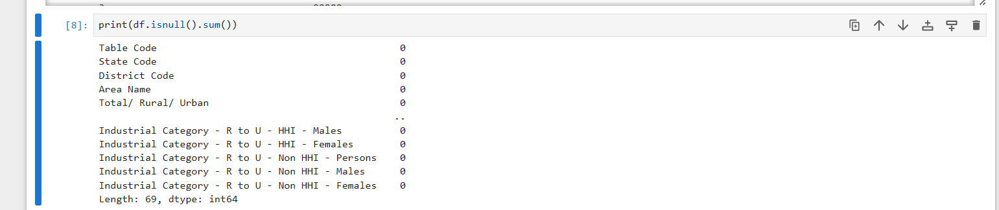 [8]: print(df.isnull().sum())
Table Code 0
State Code 0
District Code 0
Area Name 0
Total/ Rural/ Urban 0
..
Industrial Category - R to U - HHI - Males 0
Industrial Category - R to U - HHI - Females 0
Industrial Category - R to U - Non HHI - Persons 0
Industrial Category - R to U - Non HHI - Males 0
Industrial Category - R to U - Non HHI - Females 0
Length: 69, dtype: int64